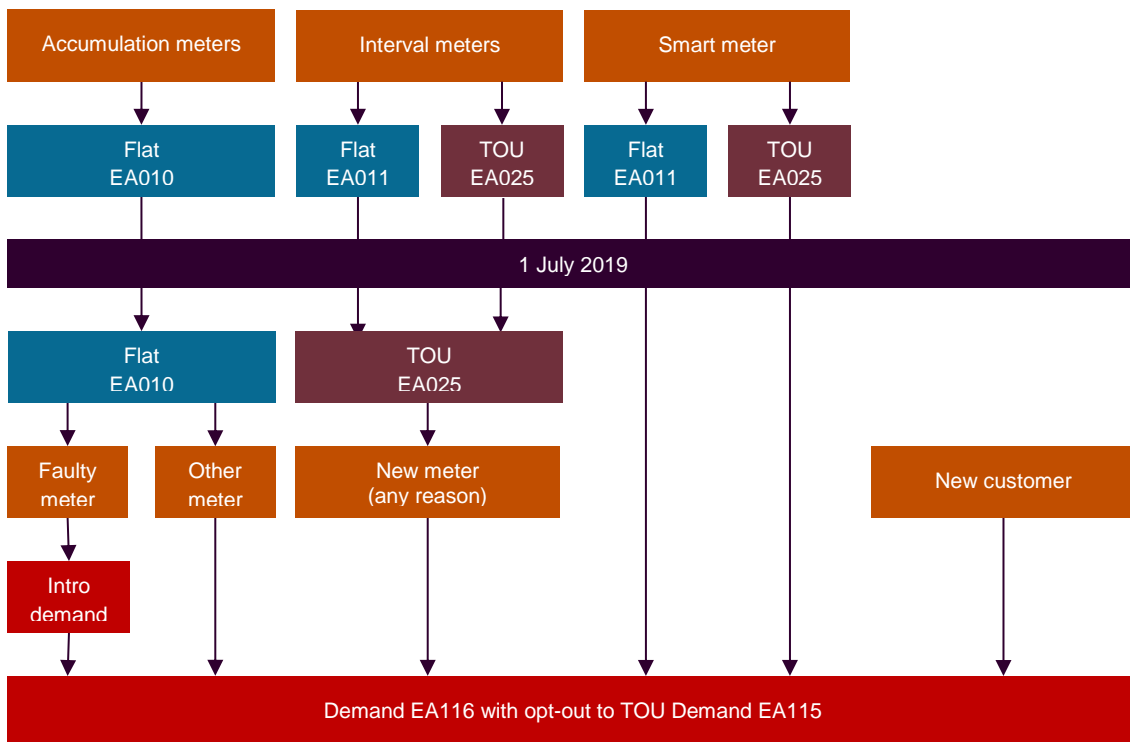 Accumulation meters
Interval meters
Smart meter
Flat
EA010
Flat
EA011
TOU
EA025
Flat
EA011
TOU
EA025
1 July 2019
Flat
EA010
TOU
EA025
Faulty
meter
Other
meter
New meter
(any reason)
New customer
Intro
demand
Demand EA116 with opt-out to TOU Demand EA115